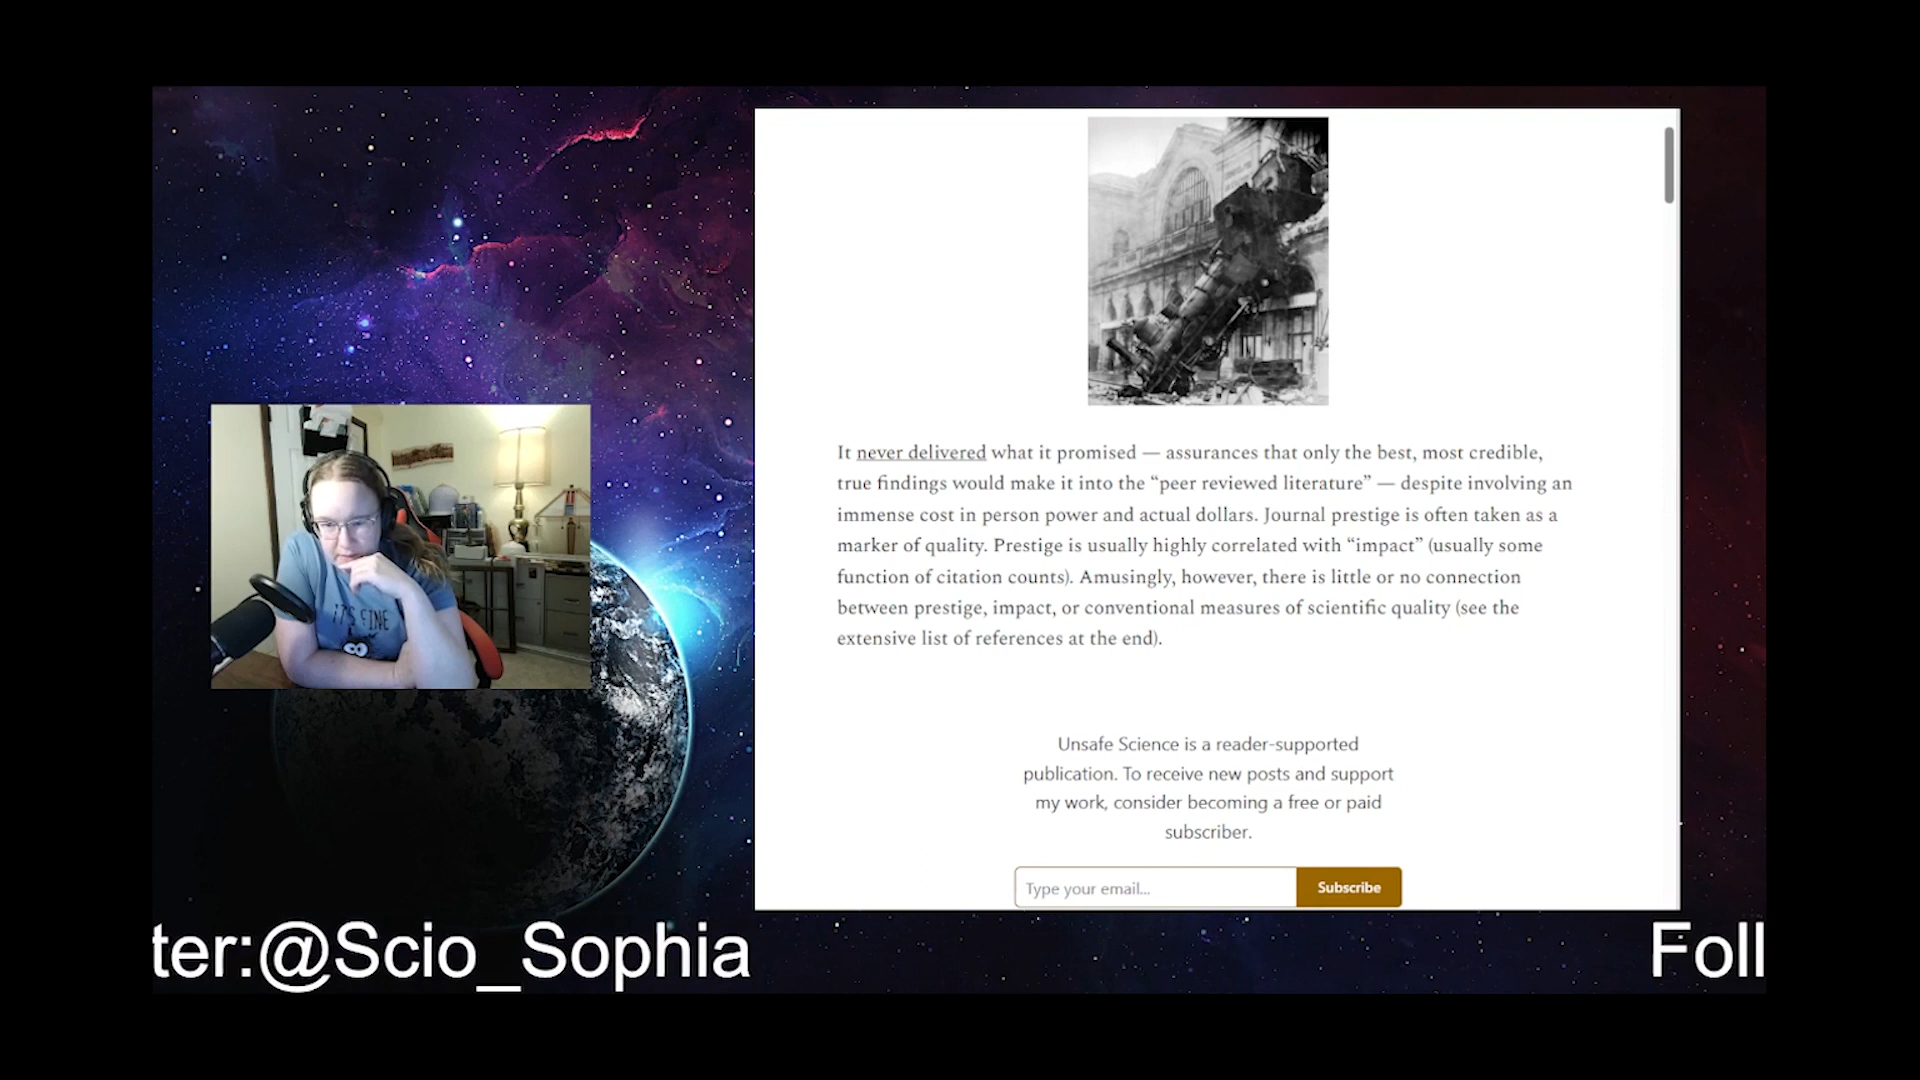 IT'S FINE
It never delivered what it promised — assurances that only the best, most credible,
true findings would make it into the “peer reviewed literature” — despite involving an
immense cost in person power and actual dollars. Journal prestige is often taken as a
marker of quality. Prestige is usually highly correlated with “impact” (usually some
function of citation counts). Amusingly, however, there is little or no connection
between prestige, impact, or conventional measures of scientific quality (see the
extensive list of references at the end).
Unsafe Science is a reader-supported
publication. To receive new posts and support
my work, consider becoming a free or paid
subscriber.
Type your email...
Subscribe
ter:@Scio_Sophia
Foll